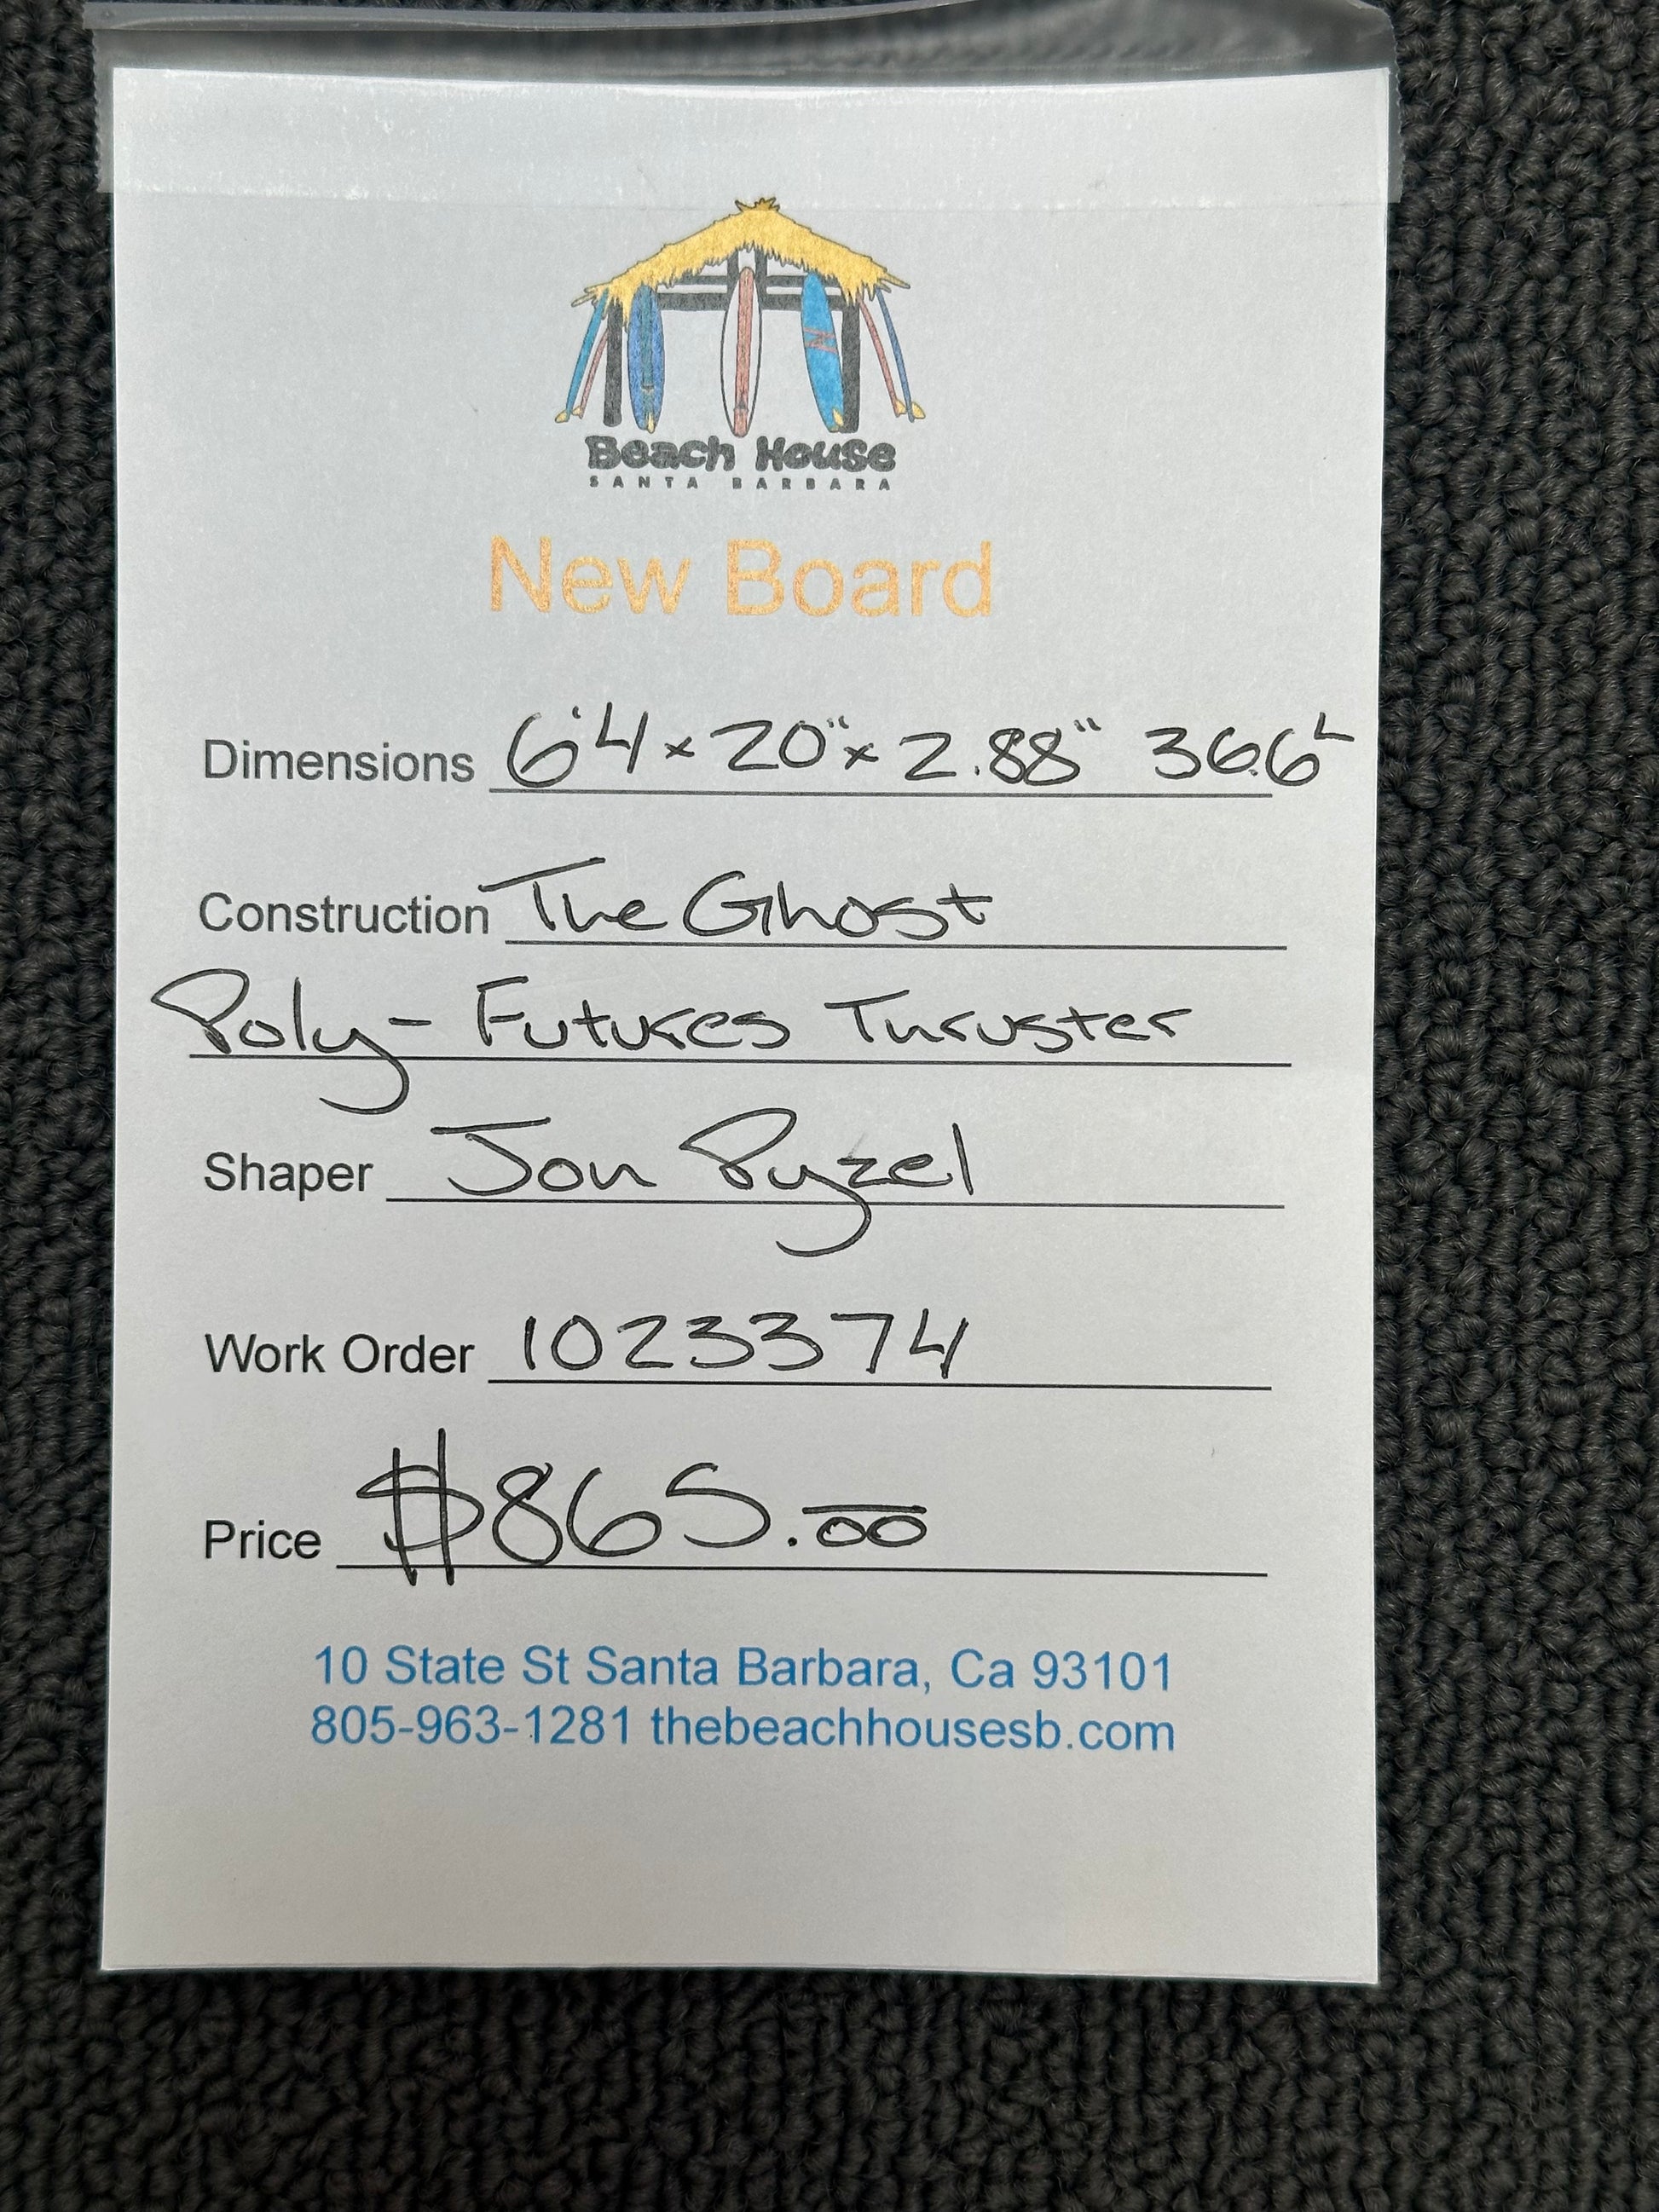 Beach House
SANTA BARBARA
New Board
Dimensions 6'4 x 20" x 2.88" 36.6L
Construction The Ghost
Poly - Futures Thruster
Shaper Jon Pyzel
Work Order 1023374
Price $865.00
10 State St Santa Barbara, Ca 93101
805-963-1281 thebeachhousesb.com